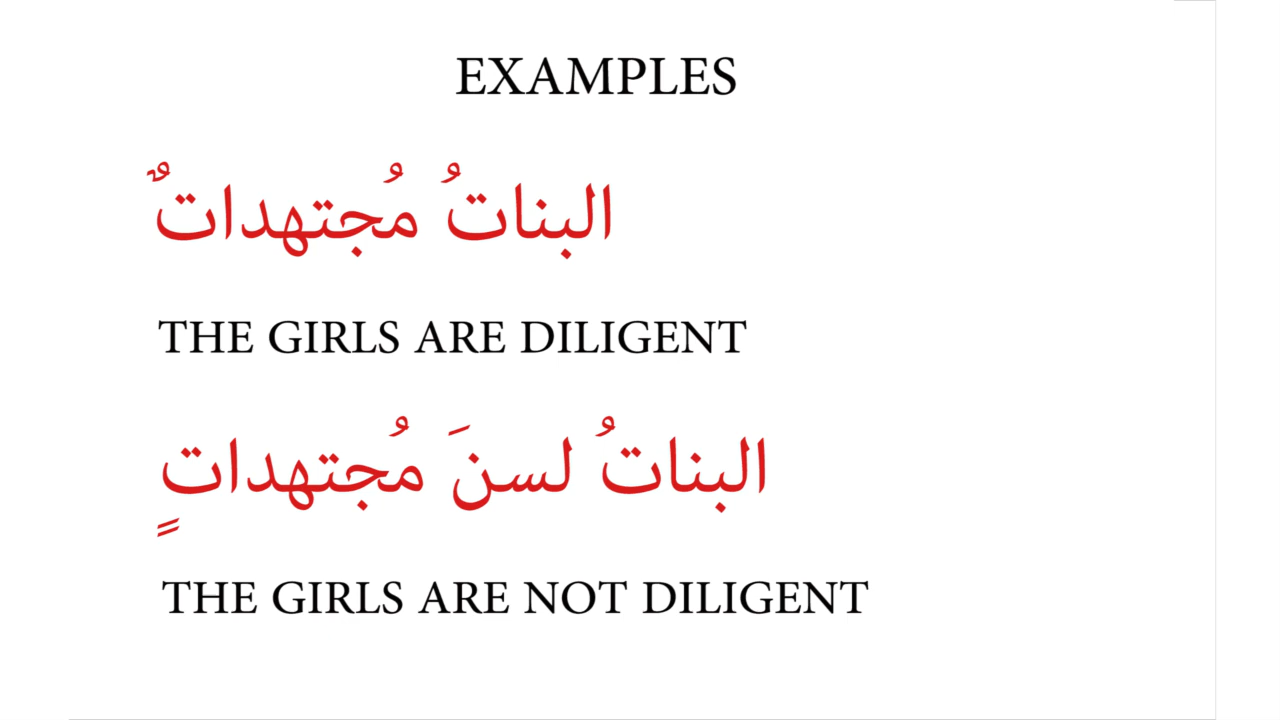 EXAMPLES
البناتُ مُجتهداتٌ
THE GIRLS ARE DILIGENT
البناتُ لسنَ مُجتهداتٍ
THE GIRLS ARE NOT DILIGENT